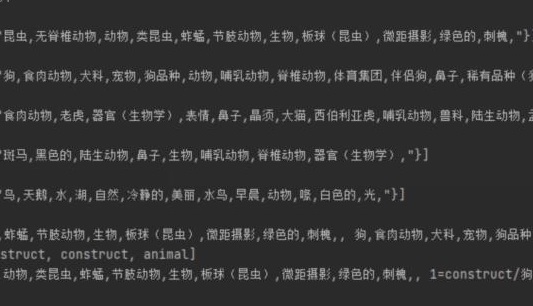 "昆虫,无脊椎动物,动物,类昆虫,蚱蜢,节肢动物,生物,板球（昆虫）,微距摄影,绿色的,刺槐,"}
"狗,食肉动物,犬科,宠物,狗品种,动物,哺乳动物,脊椎动物,体育集团,伴侣狗,鼻子,稀有品种（
"食肉动物,老虎,器官（生物学）,表情,鼻子,晶须,大猫,西伯利亚虎,哺乳动物,兽科,陆生动物,
"斑马,黑色的,陆生动物,鼻子,生物,哺乳动物,脊椎动物,器官（生物学）,"}]
"鸟,天鹅,水,湖,自然,冷静的,美丽,水鸟,早晨,动物,喙,白色的,光,"}]
,蚱蜢,节肢动物,生物,板球（昆虫）,微距摄影,绿色的,刺槐,, 狗,食肉动物,犬科,宠物,狗品种
struct, construct, animal]
动物,类昆虫,蚱蜢,节肢动物,生物,板球（昆虫）,微距摄影,绿色的,刺槐,, 1=construct/狗